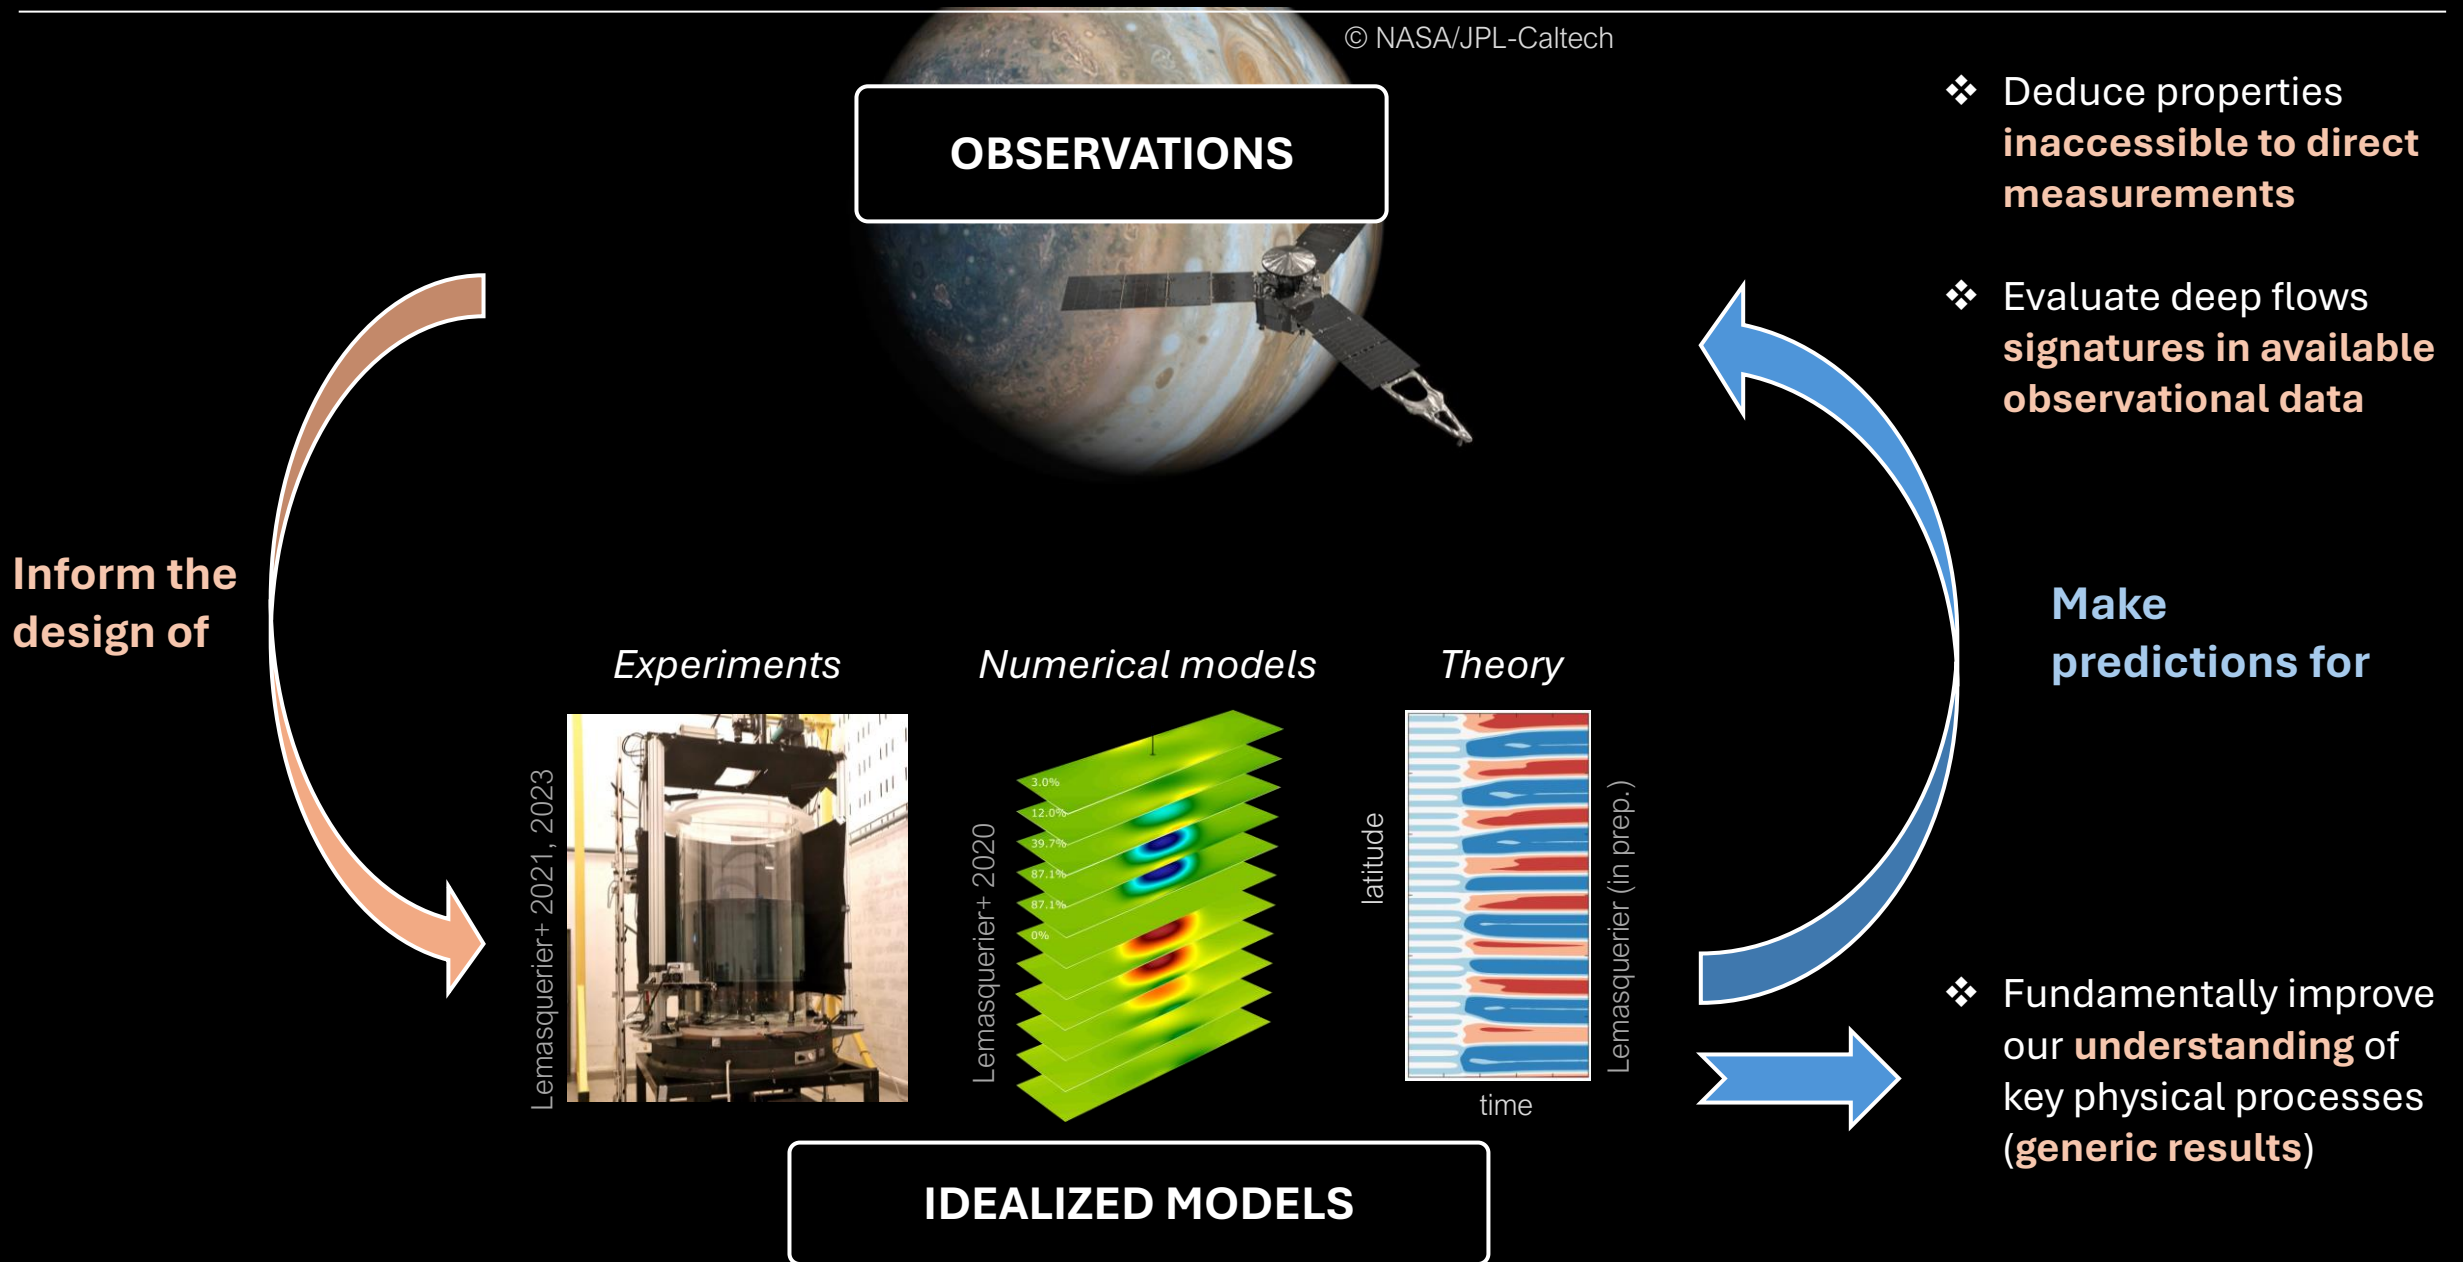 © NASA/JPL-Caltech
OBSERVATIONS
❖ Deduce properties
inaccessible to direct
measurements
❖ Evaluate deep flows
signatures in available
observational data
Inform the
design of
Make
predictions for
Experiments
Numerical models
Theory
Lemasquerier+ 2021, 2023
Lemasquerier+ 2020
3.0%
12.0%
39.7%
87.1%
87.1%
0%
latitude
time
Lemasquerier (in prep.)
❖ Fundamentally improve
our understanding of
key physical processes
(generic results)
IDEALIZED MODELS